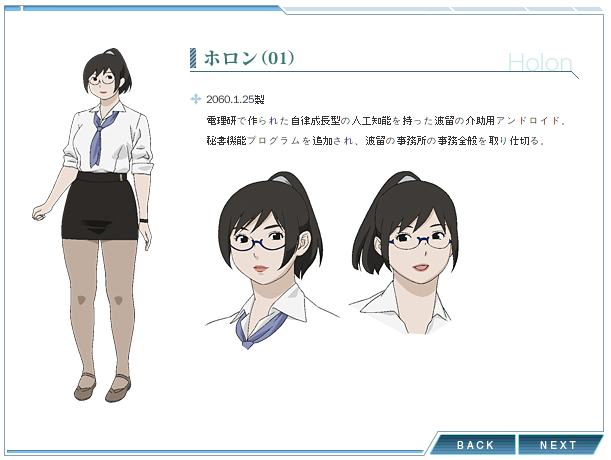 ホロン(01)
Holon
2060.1.25製
電理研で作られた自律成長型の人工知能を持った波留の介助用アンドロイド。
秘書機能プログラムを追加され、波留の事務所の事務全般を取り仕切る。
BACK
NEXT